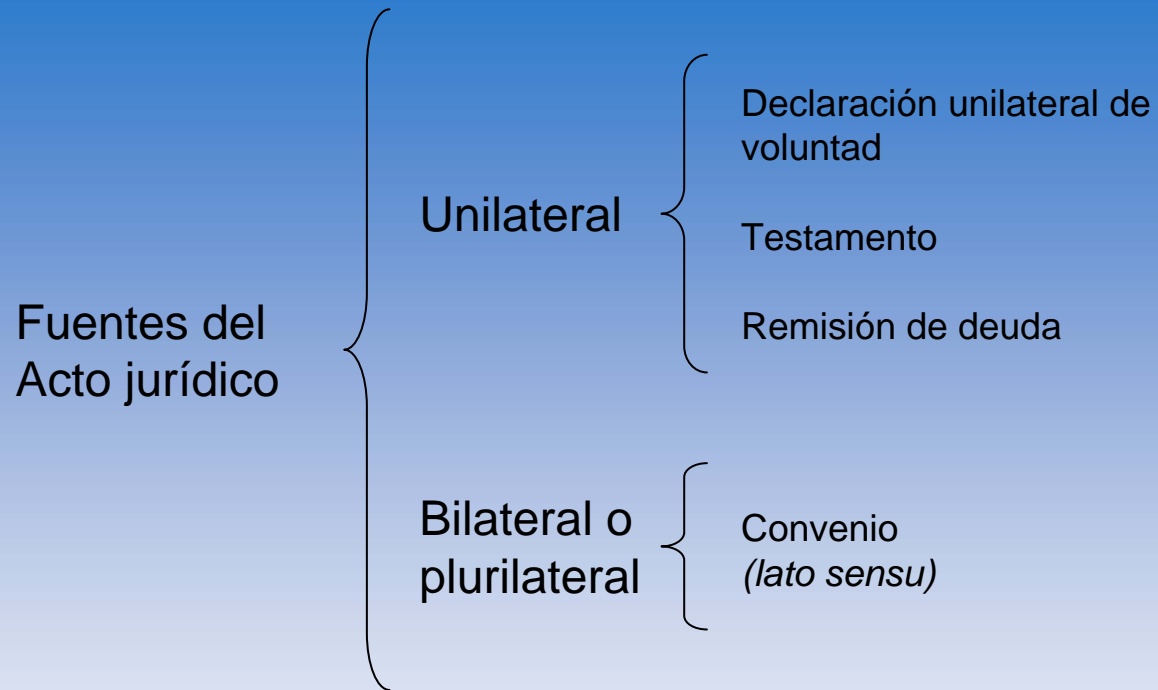 Fuentes del
Acto jurídico
Unilateral
Declaración unilateral de
voluntad
Testamento
Remisión de deuda
Bilateral o
plurilateral
Convenio
(lato sensu)